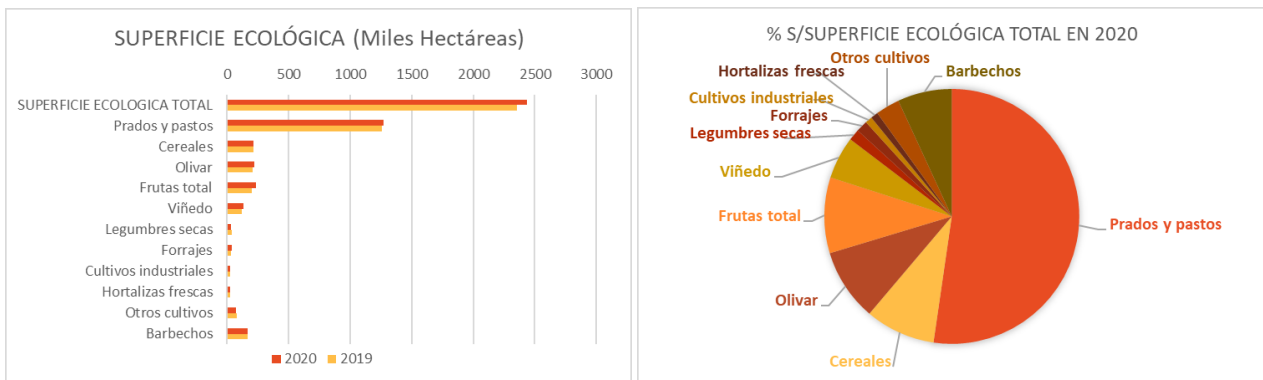 SUPERFICIE ECOLÓGICA (Miles Hectáreas)
0 500 1000 1500 2000 2500 3000
SUPERFICIE ECOLOGICA TOTAL
Prados y pastos
Cereales
Olivar
Frutas total
Viñedo
Legumbres secas
Forrajes
Cultivos industriales
Hortalizas frescas
Otros cultivos
Barbechos
2020 2019
% S/SUPERFICIE ECOLÓGICA TOTAL EN 2020
Otros cultivos
Hortalizas frescas
Barbechos
Cultivos industriales
Forrajes
Legumbres secas
Viñedo
Frutas total
Prados y pastos
Olivar
Cereales